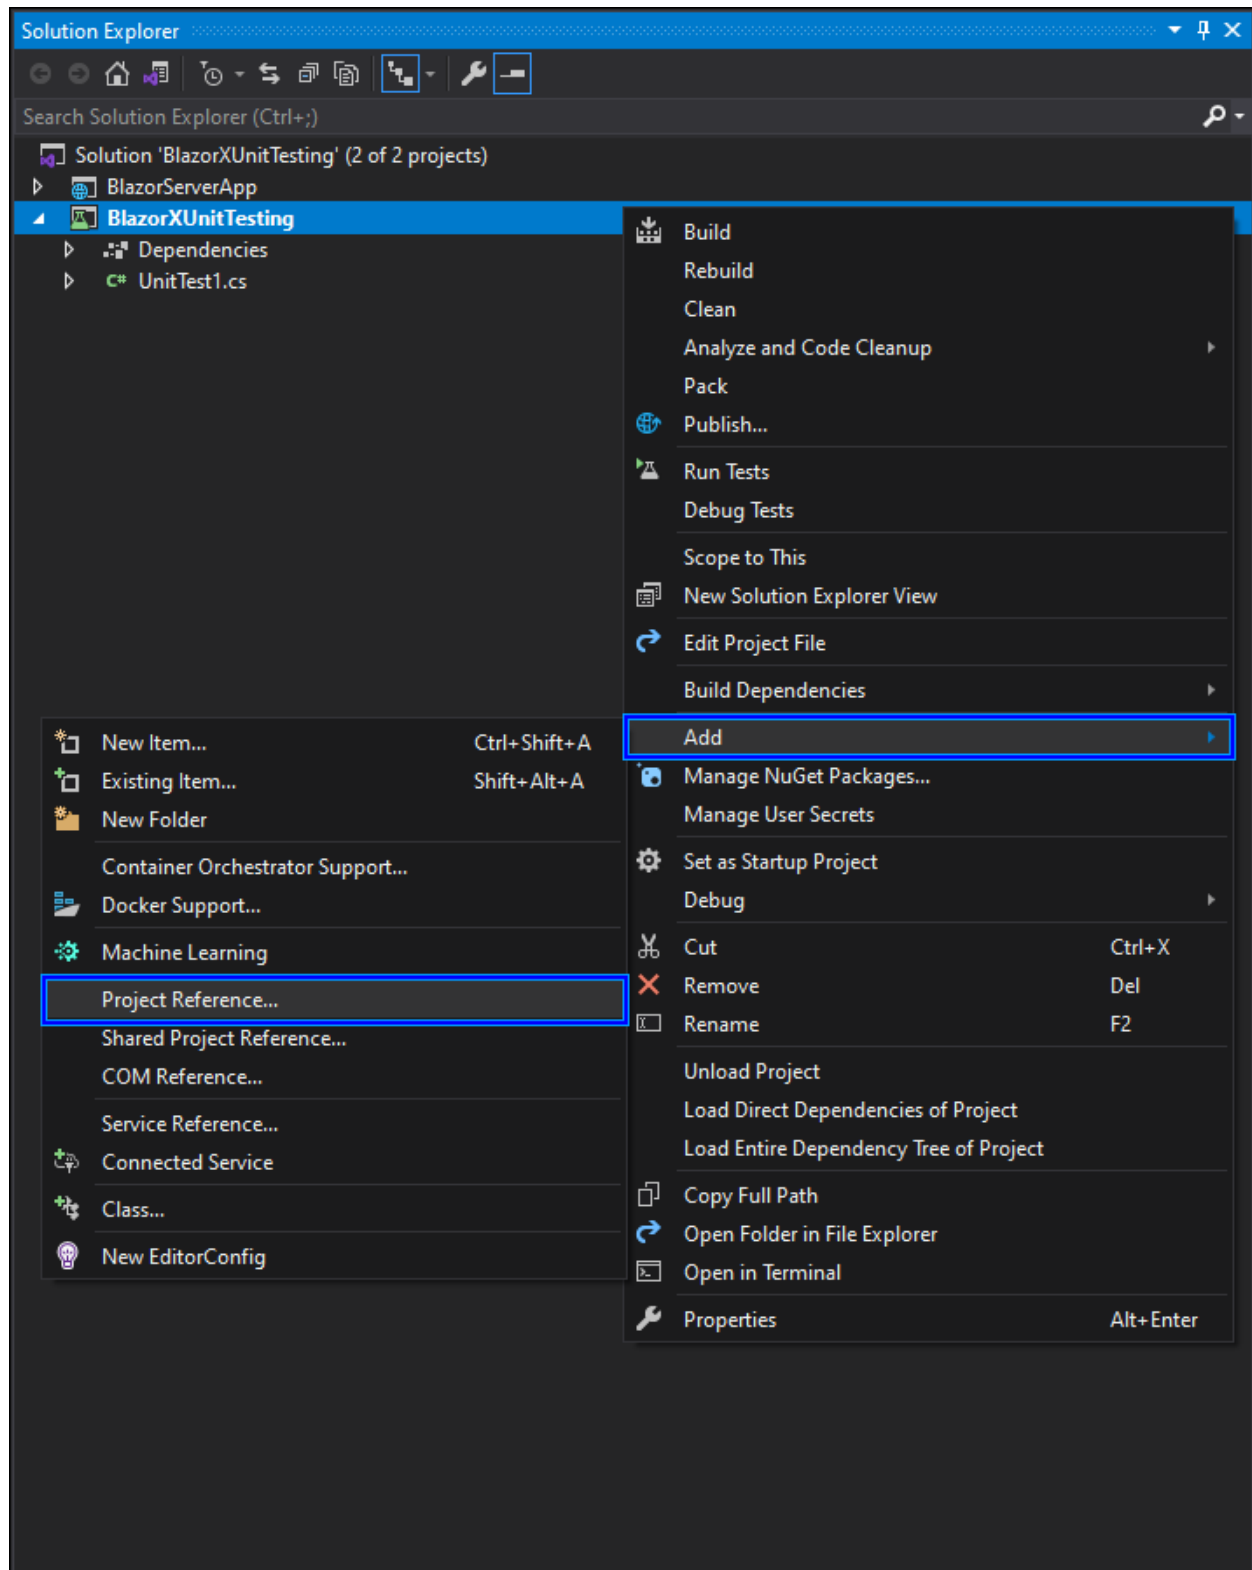 Solution Explorer
Search Solution Explorer (Ctrl+;)
Solution 'BlazorXUnitTesting' (2 of 2 projects)
BlazorServerApp
BlazorXUnitTesting
Dependencies
C# UnitTest1.cs
Build
Rebuild
Clean
Analyze and Code Cleanup
Pack
Publish...
Run Tests
Debug Tests
Scope to This
New Solution Explorer View
Edit Project File
Build Dependencies
Add
Manage NuGet Packages...
Manage User Secrets
Set as Startup Project
Debug
Cut Ctrl+X
Remove Del
Rename F2
Unload Project
Load Direct Dependencies of Project
Load Entire Dependency Tree of Project
Copy Full Path
Open Folder in File Explorer
Open in Terminal
Properties Alt+Enter
New Item... Ctrl+Shift+A
Existing Item... Shift+Alt+A
New Folder
Container Orchestrator Support...
Docker Support...
Machine Learning
Project Reference...
Shared Project Reference...
COM Reference...
Service Reference...
Connected Service
Class...
New EditorConfig